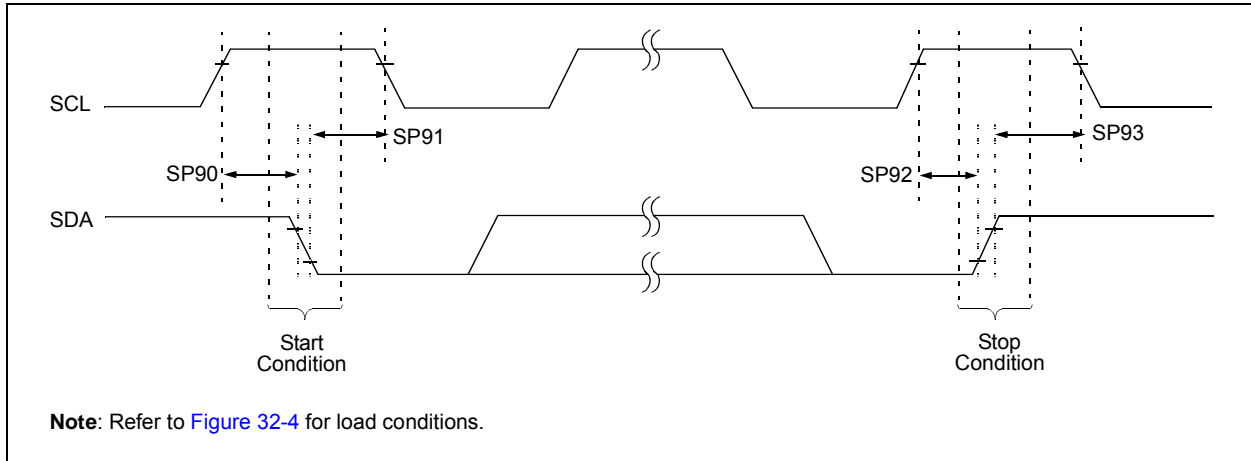 SCL
SP91
SP93
SP90
SP92
SDA
Start
Condition
Stop
Condition
Note: Refer to Figure 32-4 for load conditions.